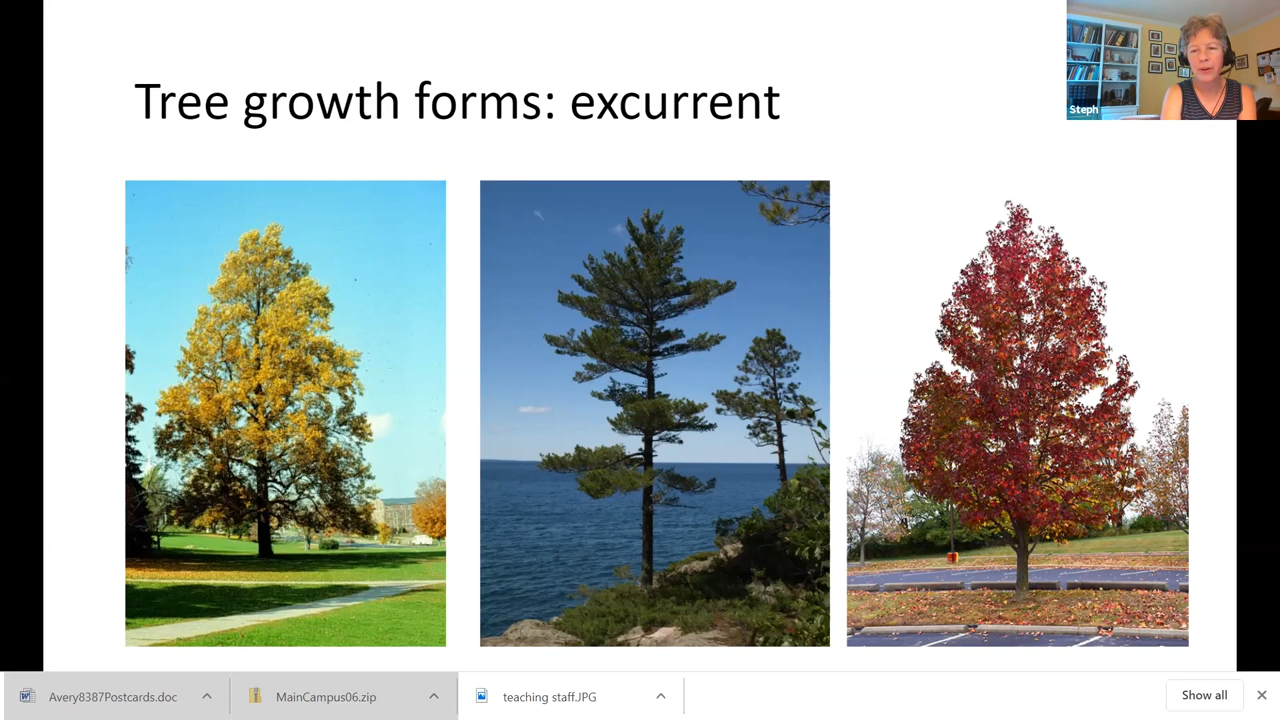 Tree growth forms: excurrent
Steph
Avery8387Postcards.doc
MainCampus06.zip
teaching staff.JPG
Show all